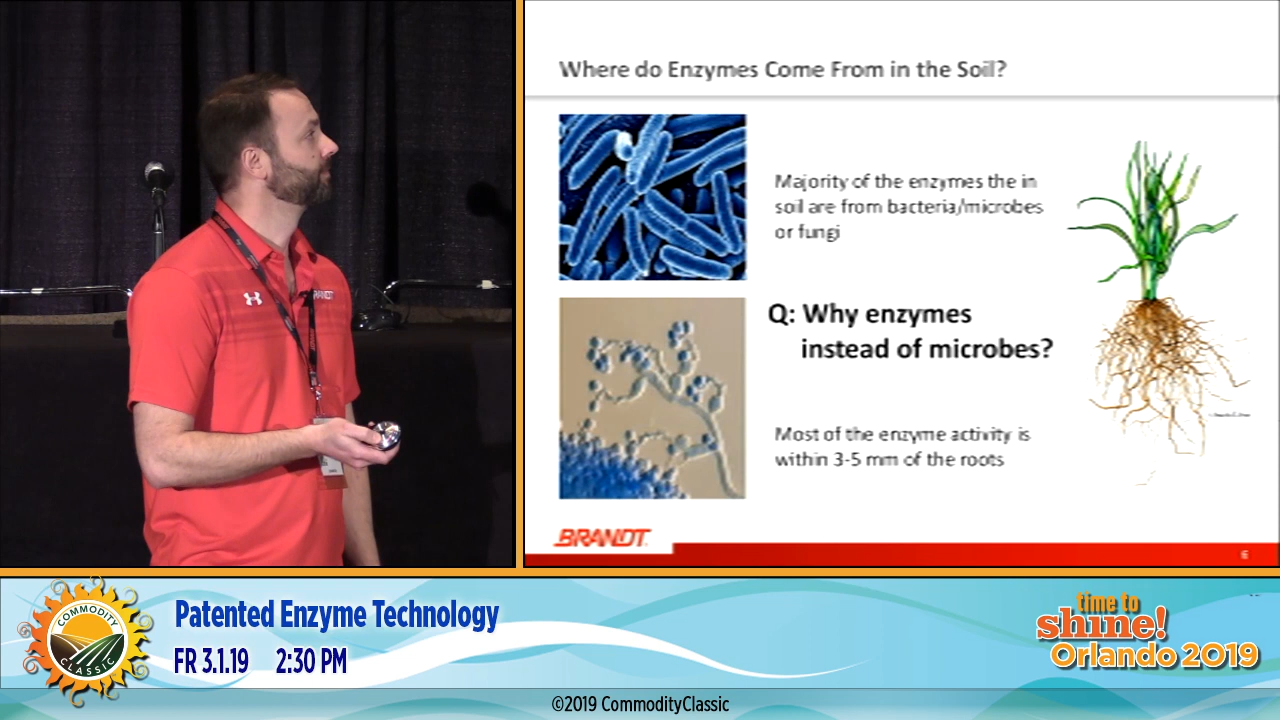 BRANDT
Where do Enzymes Come From in the Soil?
Majority of the enzymes the in
soil are from bacteria/microbes
or fungi
Q: Why enzymes
instead of microbes?
Most of the enzyme activity is
within 3-5 mm of the roots
BRANDT
6
COMMODITY
CLASSIC
Patented Enzyme Technology
FR 3.1.19 2:30 PM
time to
shine!
Orlando 2019
©2019 CommodityClassic